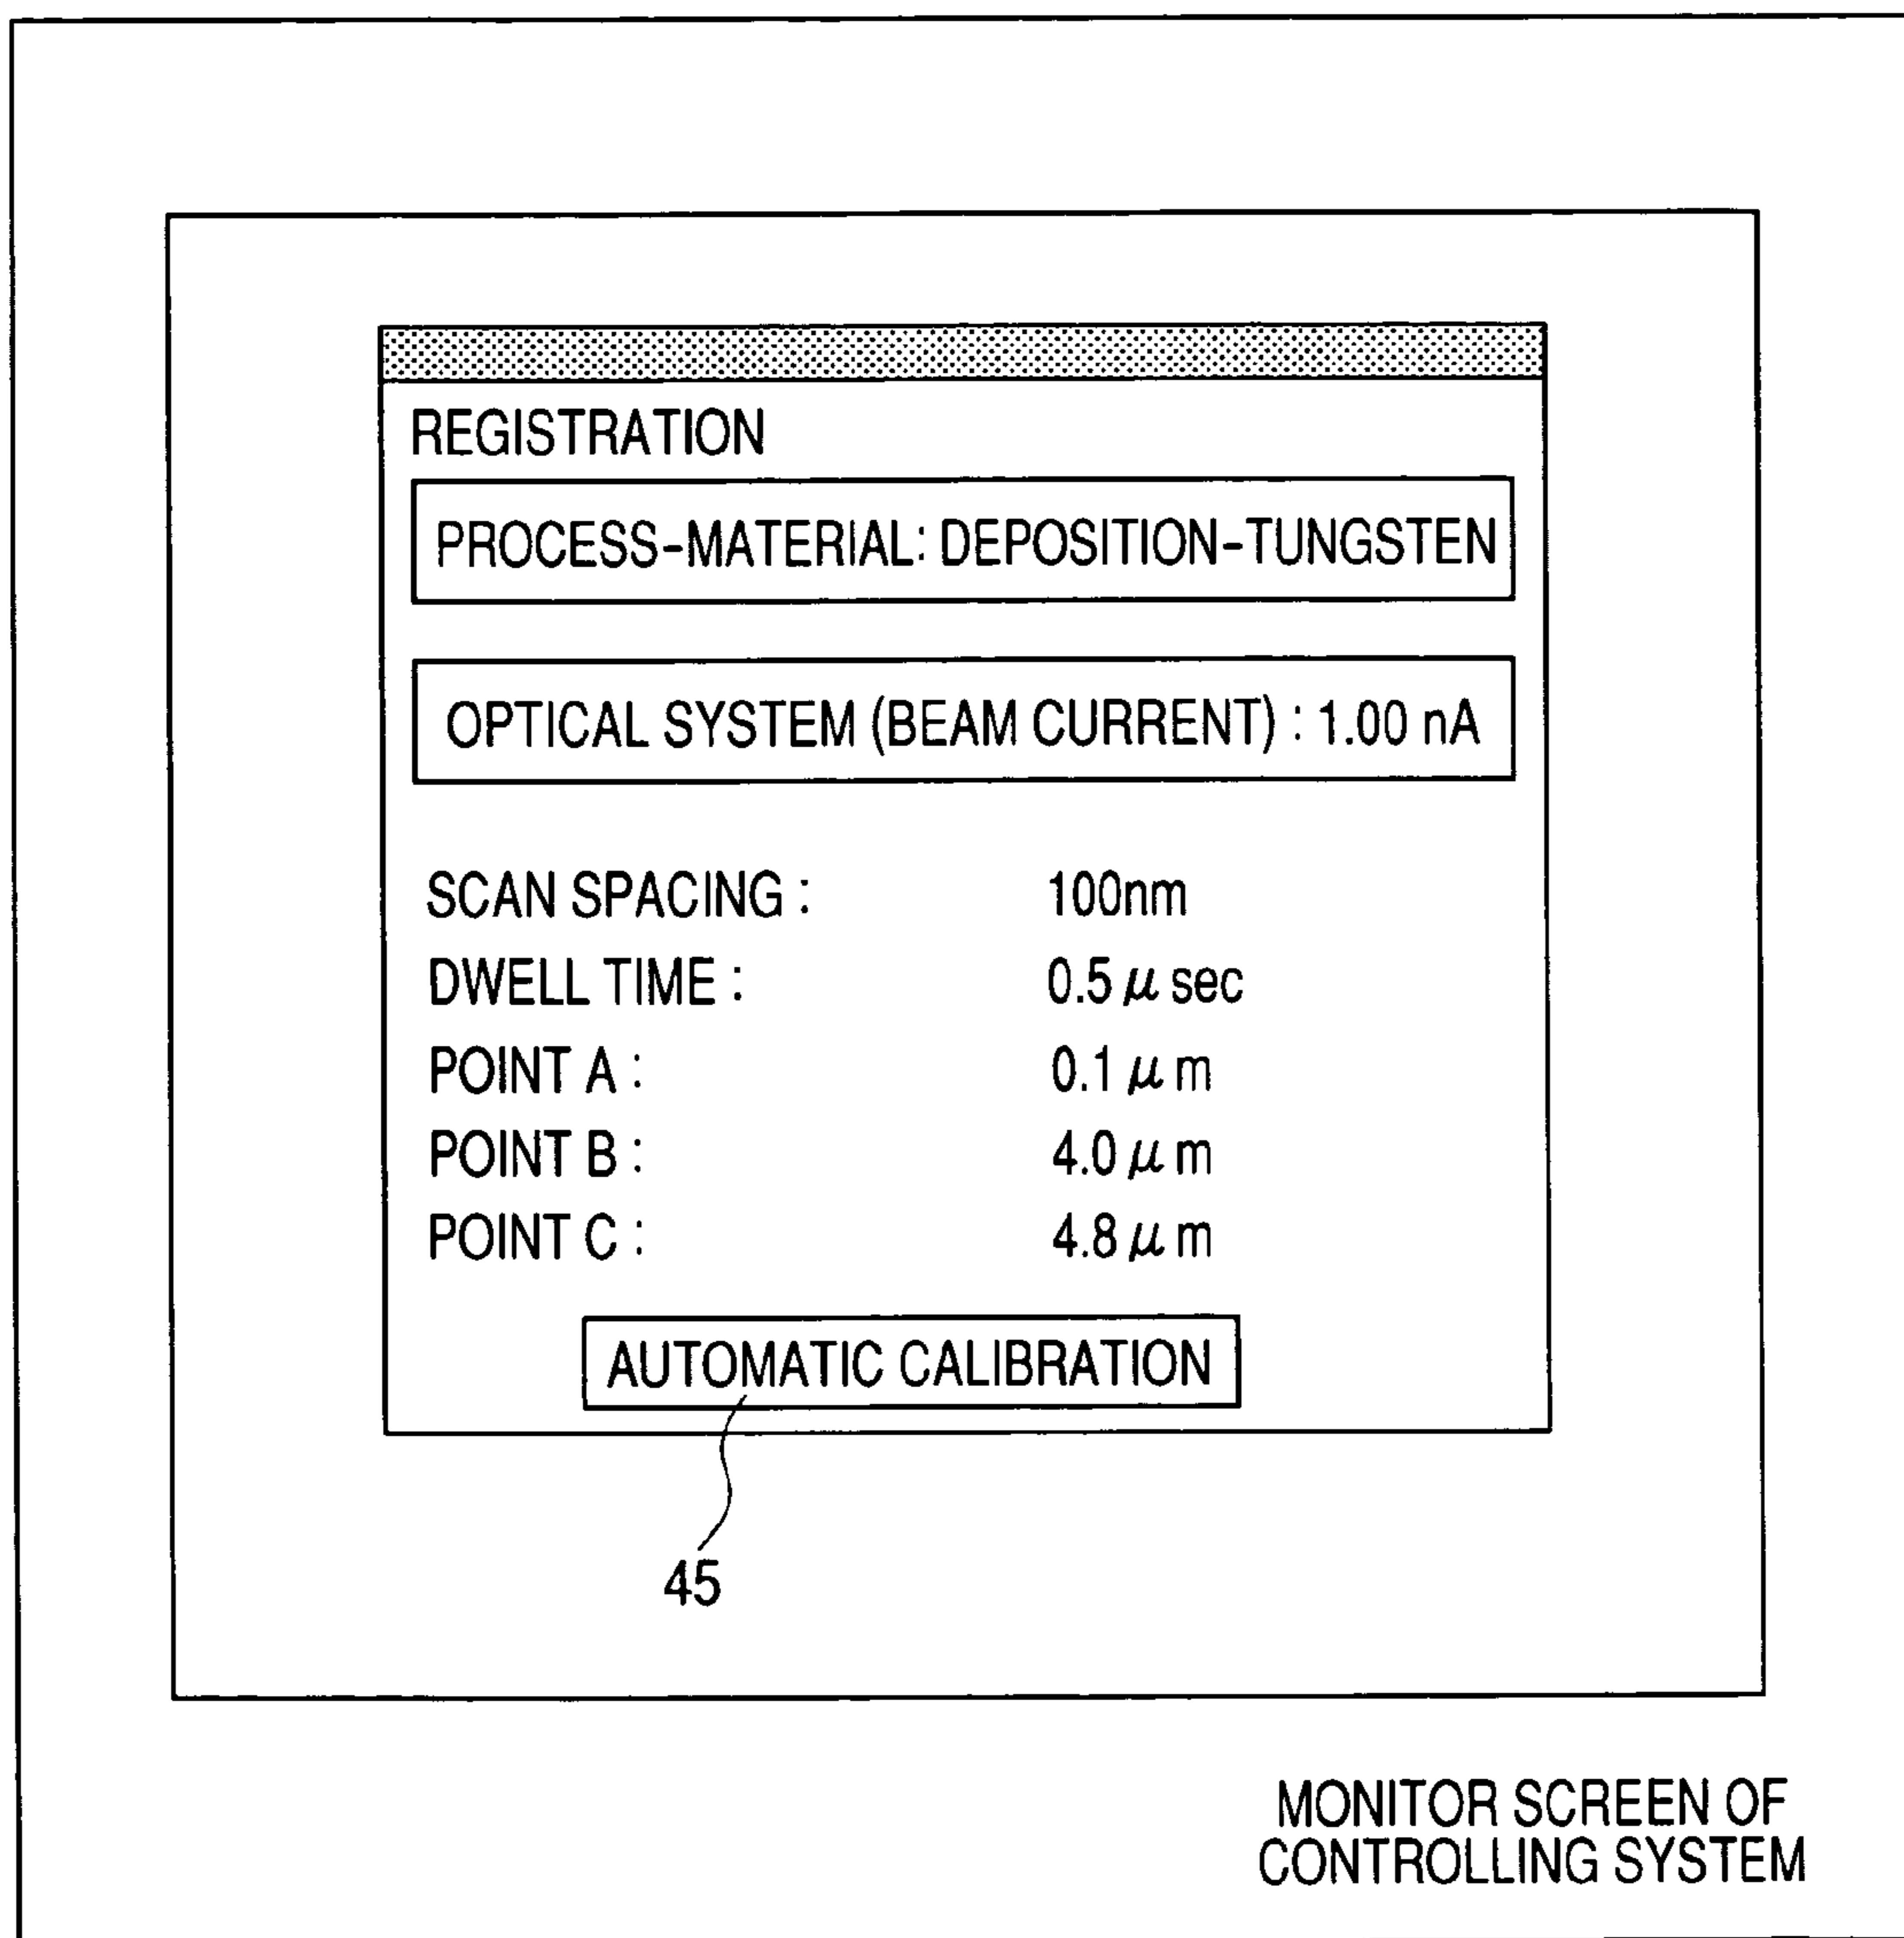 REGISTRATION
PROCESS-MATERIAL: DEPOSITION-TUNGSTEN
OPTICAL SYSTEM (BEAM CURRENT) : 1.00 nA
SCAN SPACING : 100nm
DWELL TIME : 0.5 μ sec
POINT A : 0.1 μ m
POINT B : 4.0 μ m
POINT C : 4.8 μ m
AUTOMATIC CALIBRATION
45
MONITOR SCREEN OF
CONTROLLING SYSTEM